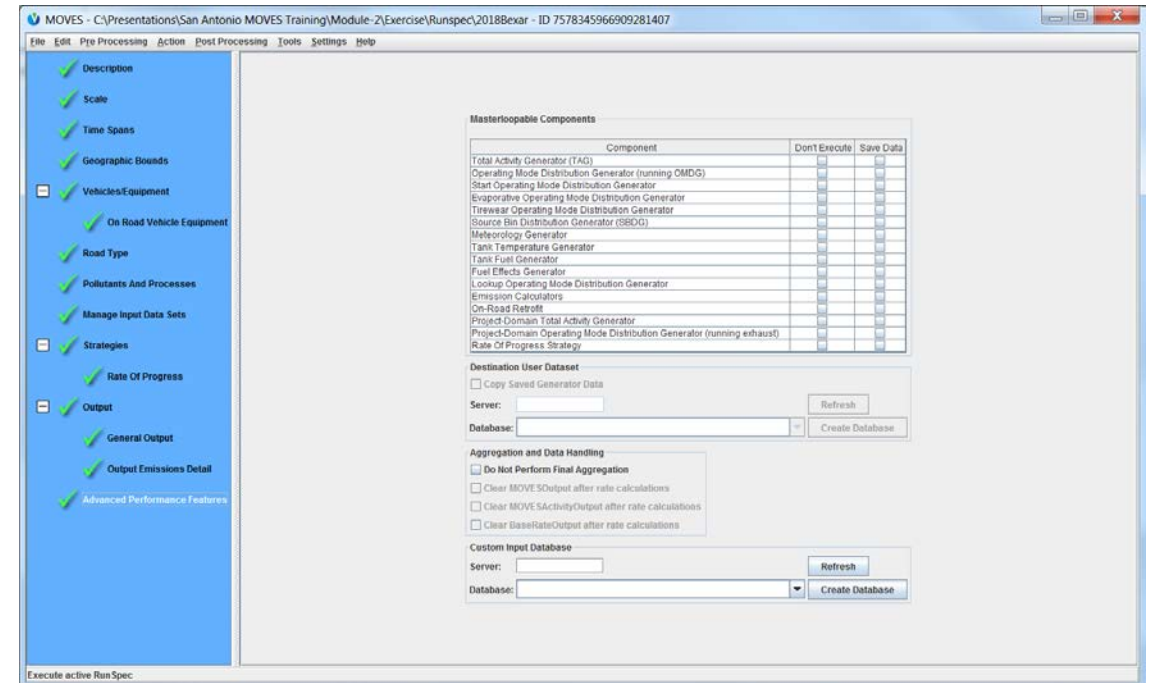 MOVES - C:\Presentations\San Antonio MOVES Training\Module-2\Exercise\Runspec\2018Bexar - ID 7578345966909281407
File Edit Pre Processing Action Post Processing Tools Settings Help
Description
Scale
Time Spans
Geographic Bounds
Vehicles/Equipment
On Road Vehicle Equipment
Road Type
Pollutants And Processes
Manage Input Data Sets
Strategies
Rate Of Progress
Output
General Output
Output Emissions Detail
Advanced Performance Features
Masterloopable Components
Component Don't Execute Save Data
Total Activity Generator (TAG)
Operating Mode Distribution Generator (running OMDG)
Start Operating Mode Distribution Generator
Evaporative Operating Mode Distribution Generator
Tirewear Operating Mode Distribution Generator
Source Bin Distribution Generator (SBDG)
Meteorology Generator
Tank Temperature Generator
Tank Fuel Generator
Fuel Effects Generator
Lookup Operating Mode Distribution Generator
Emission Calculators
On-Road Retrofit
Project-Domain Total Activity Generator
Project-Domain Operating Mode Distribution Generator (running exhaust)
Rate Of Progress Strategy
Destination User Dataset
Copy Saved Generator Data
Server: Refresh
Database: Create Database
Aggregation and Data Handling
Do Not Perform Final Aggregation
Clear MOVESOutput after rate calculations
Clear MOVESActivityOutput after rate calculations
Clear BaseRateOutput after rate calculations
Custom Input Database
Server: Refresh
Database: Create Database
Execute active RunSpec